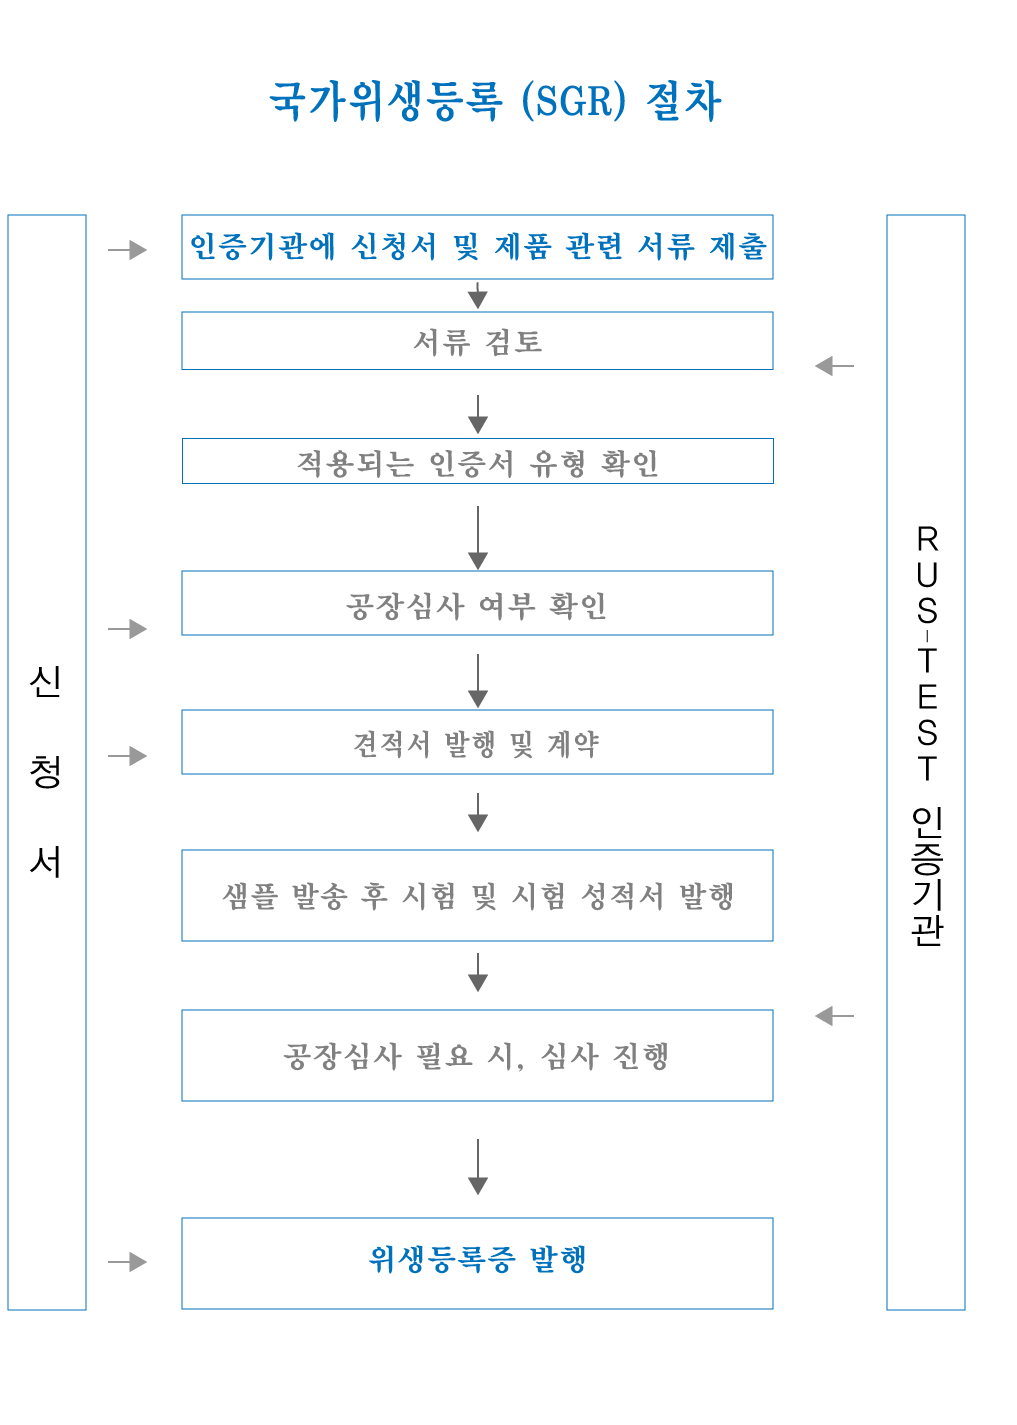 국가위생등록 (SGR) 절차
인증기관에 신청서 및 제품 관련 서류 제출
서류 검토
적용되는 인증서 유형 확인
공장심사 여부 확인
견적서 발행 및 계약
샘플 발송 후 시험 및 시험 성적서 발행
공장심사 필요 시, 심사 진행
위생등록증 발행
신청서
RUS-TEST 인증기관